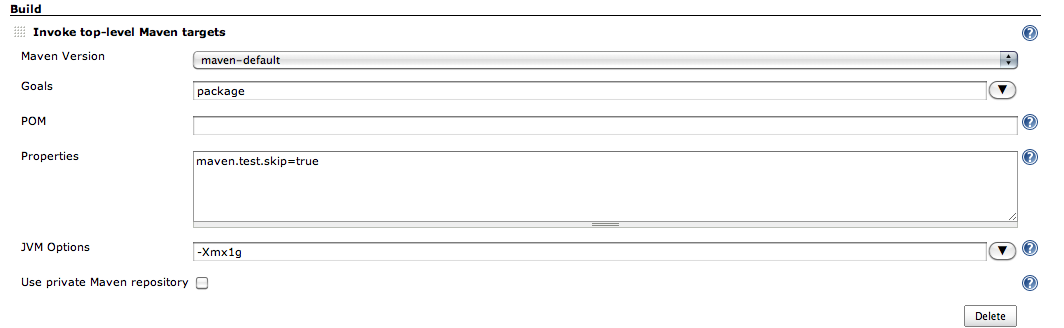 Build
Invoke top-level Maven targets
Maven Version
maven-default
Goals
package
POM
Properties
maven.test.skip=true
JVM Options
-Xmx1g
Use private Maven repository
Delete